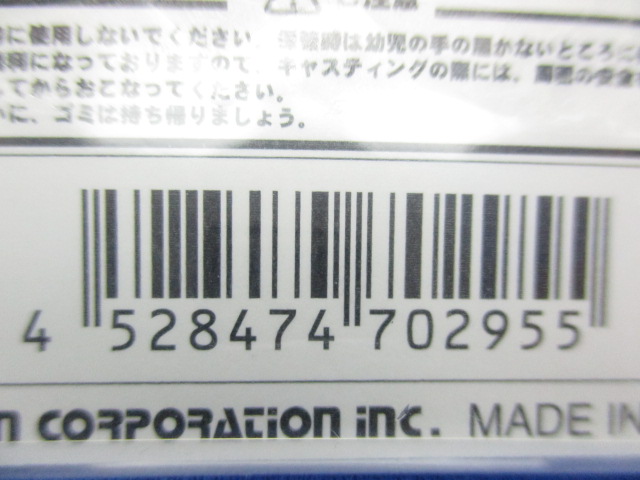 に使用しないでください。保管時は幼児の手の届かないところに
になっておりますので、キャスティングの際には、周囲の安全
してからおこなってください。
に、ゴミは持ち帰りましょう。
4 528474 702955
n CORPORATION inc. MADE IN